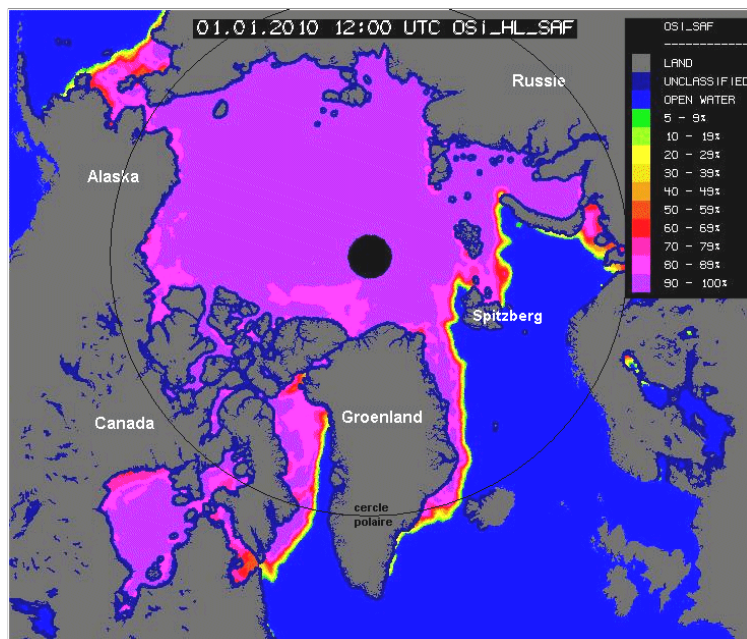 01.01.2010 12:00 UTC OSI_HL_SAF
OSI_SAF
--------------
LAND
UNCLASSIFIED
OPEN WATER
5 - 9%
10 - 19%
20 - 29%
30 - 39%
40 - 49%
50 - 59%
60 - 69%
70 - 79%
80 - 89%
90 - 100%
Russie
Alaska
Spitzberg
Canada
Groenland
cercle
polaire